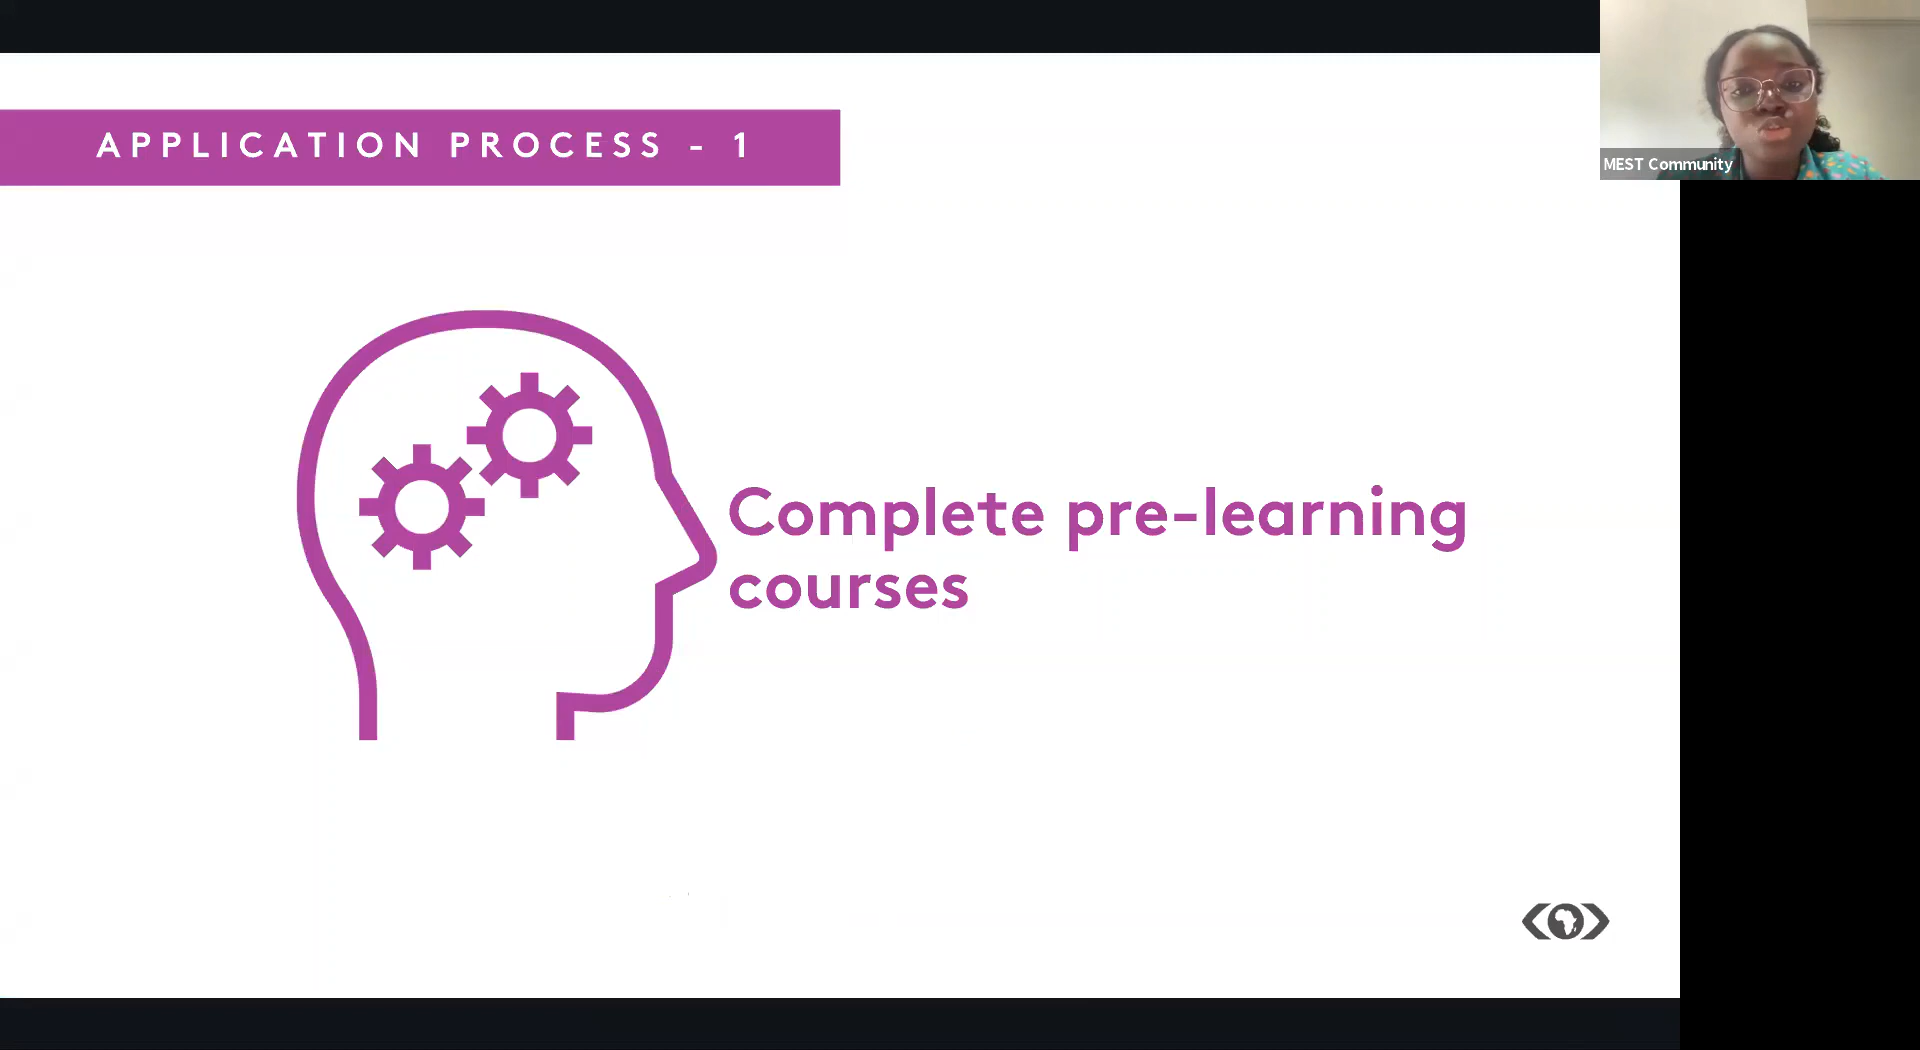 APPLICATION PROCESS - 1
MEST Community
Complete pre-learning
courses